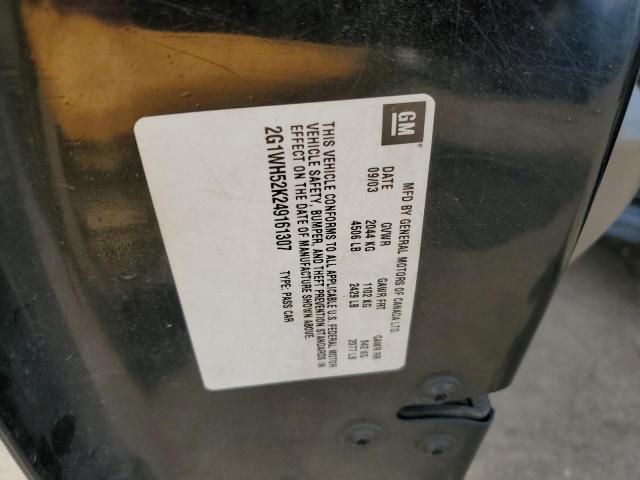 GM
MFD BY GENERAL MOTORS OF CANADA LTD.
DATE GVWR GAWR FRT GAWR RR
09/03 2044 KG 1102 KG 942 KG
4506 LB 2429 LB 2077 LB
THIS VEHICLE CONFORMS TO ALL APPLICABLE U.S. FEDERAL MOTOR
VEHICLE SAFETY, BUMPER, AND THEFT PREVENTION STANDARDS IN
EFFECT ON THE DATE OF MANUFACTURE SHOWN ABOVE.
2G1WH52K249161307 TYPE: PASS CAR